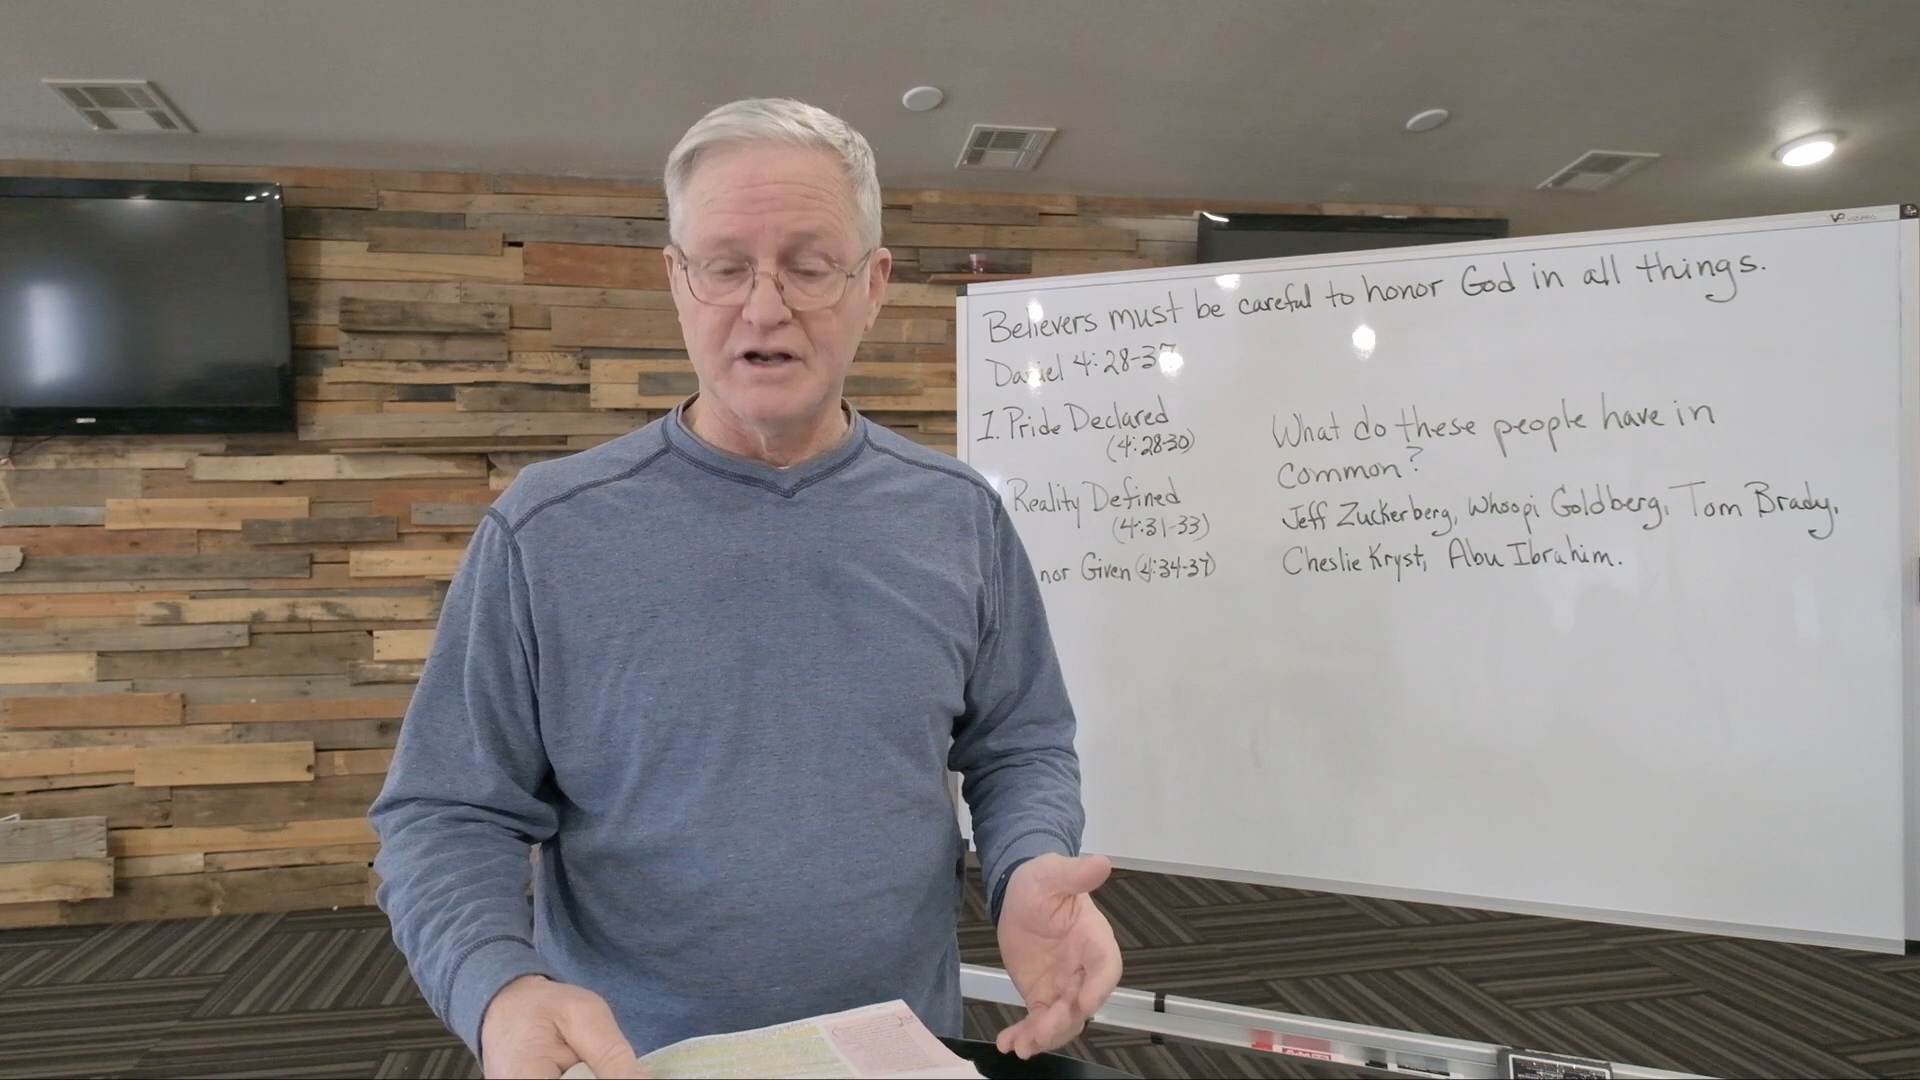 Believers must be careful to honor God in all things.
Daniel 4:28-37
I. Pride Declared
(4:28-30)
Reality Defined
(4:31-33)
nor Given (4:34-37)
What do these people have in
common?
Jeff Zuckerberg, Whoopi Goldberg, Tom Brady,
Cheslie Kryst, Abu Ibrahim.